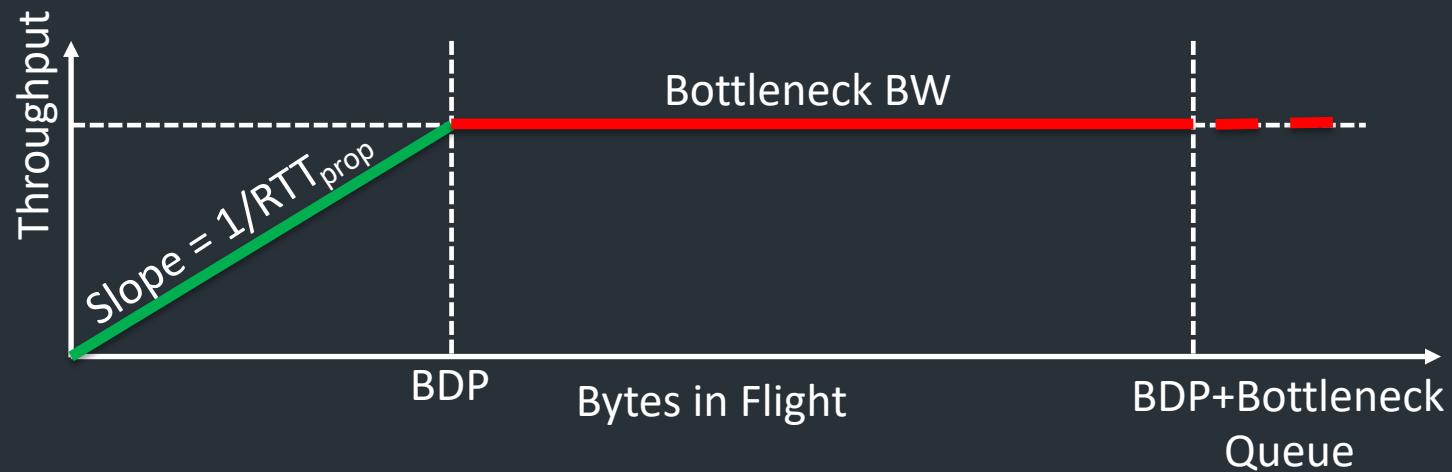 Throughput
Bottleneck BW
Slope = 1/RTTprop
BDP
Bytes in Flight
BDP+Bottleneck
Queue